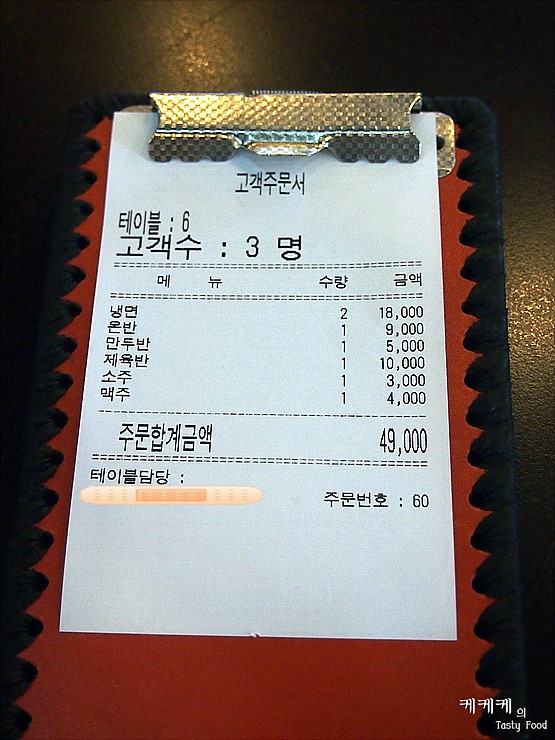 고객주문서
테이블 : 6
고객수 : 3 명
메 뉴 수량 금액
냉면 2 18,000
온반 1 9,000
만두반 1 5,000
제육반 1 10,000
소주 1 3,000
맥주 1 4,000
주문합계금액 49,000
테이블담당 :
주문번호 : 60
케케케의
Tasty Food